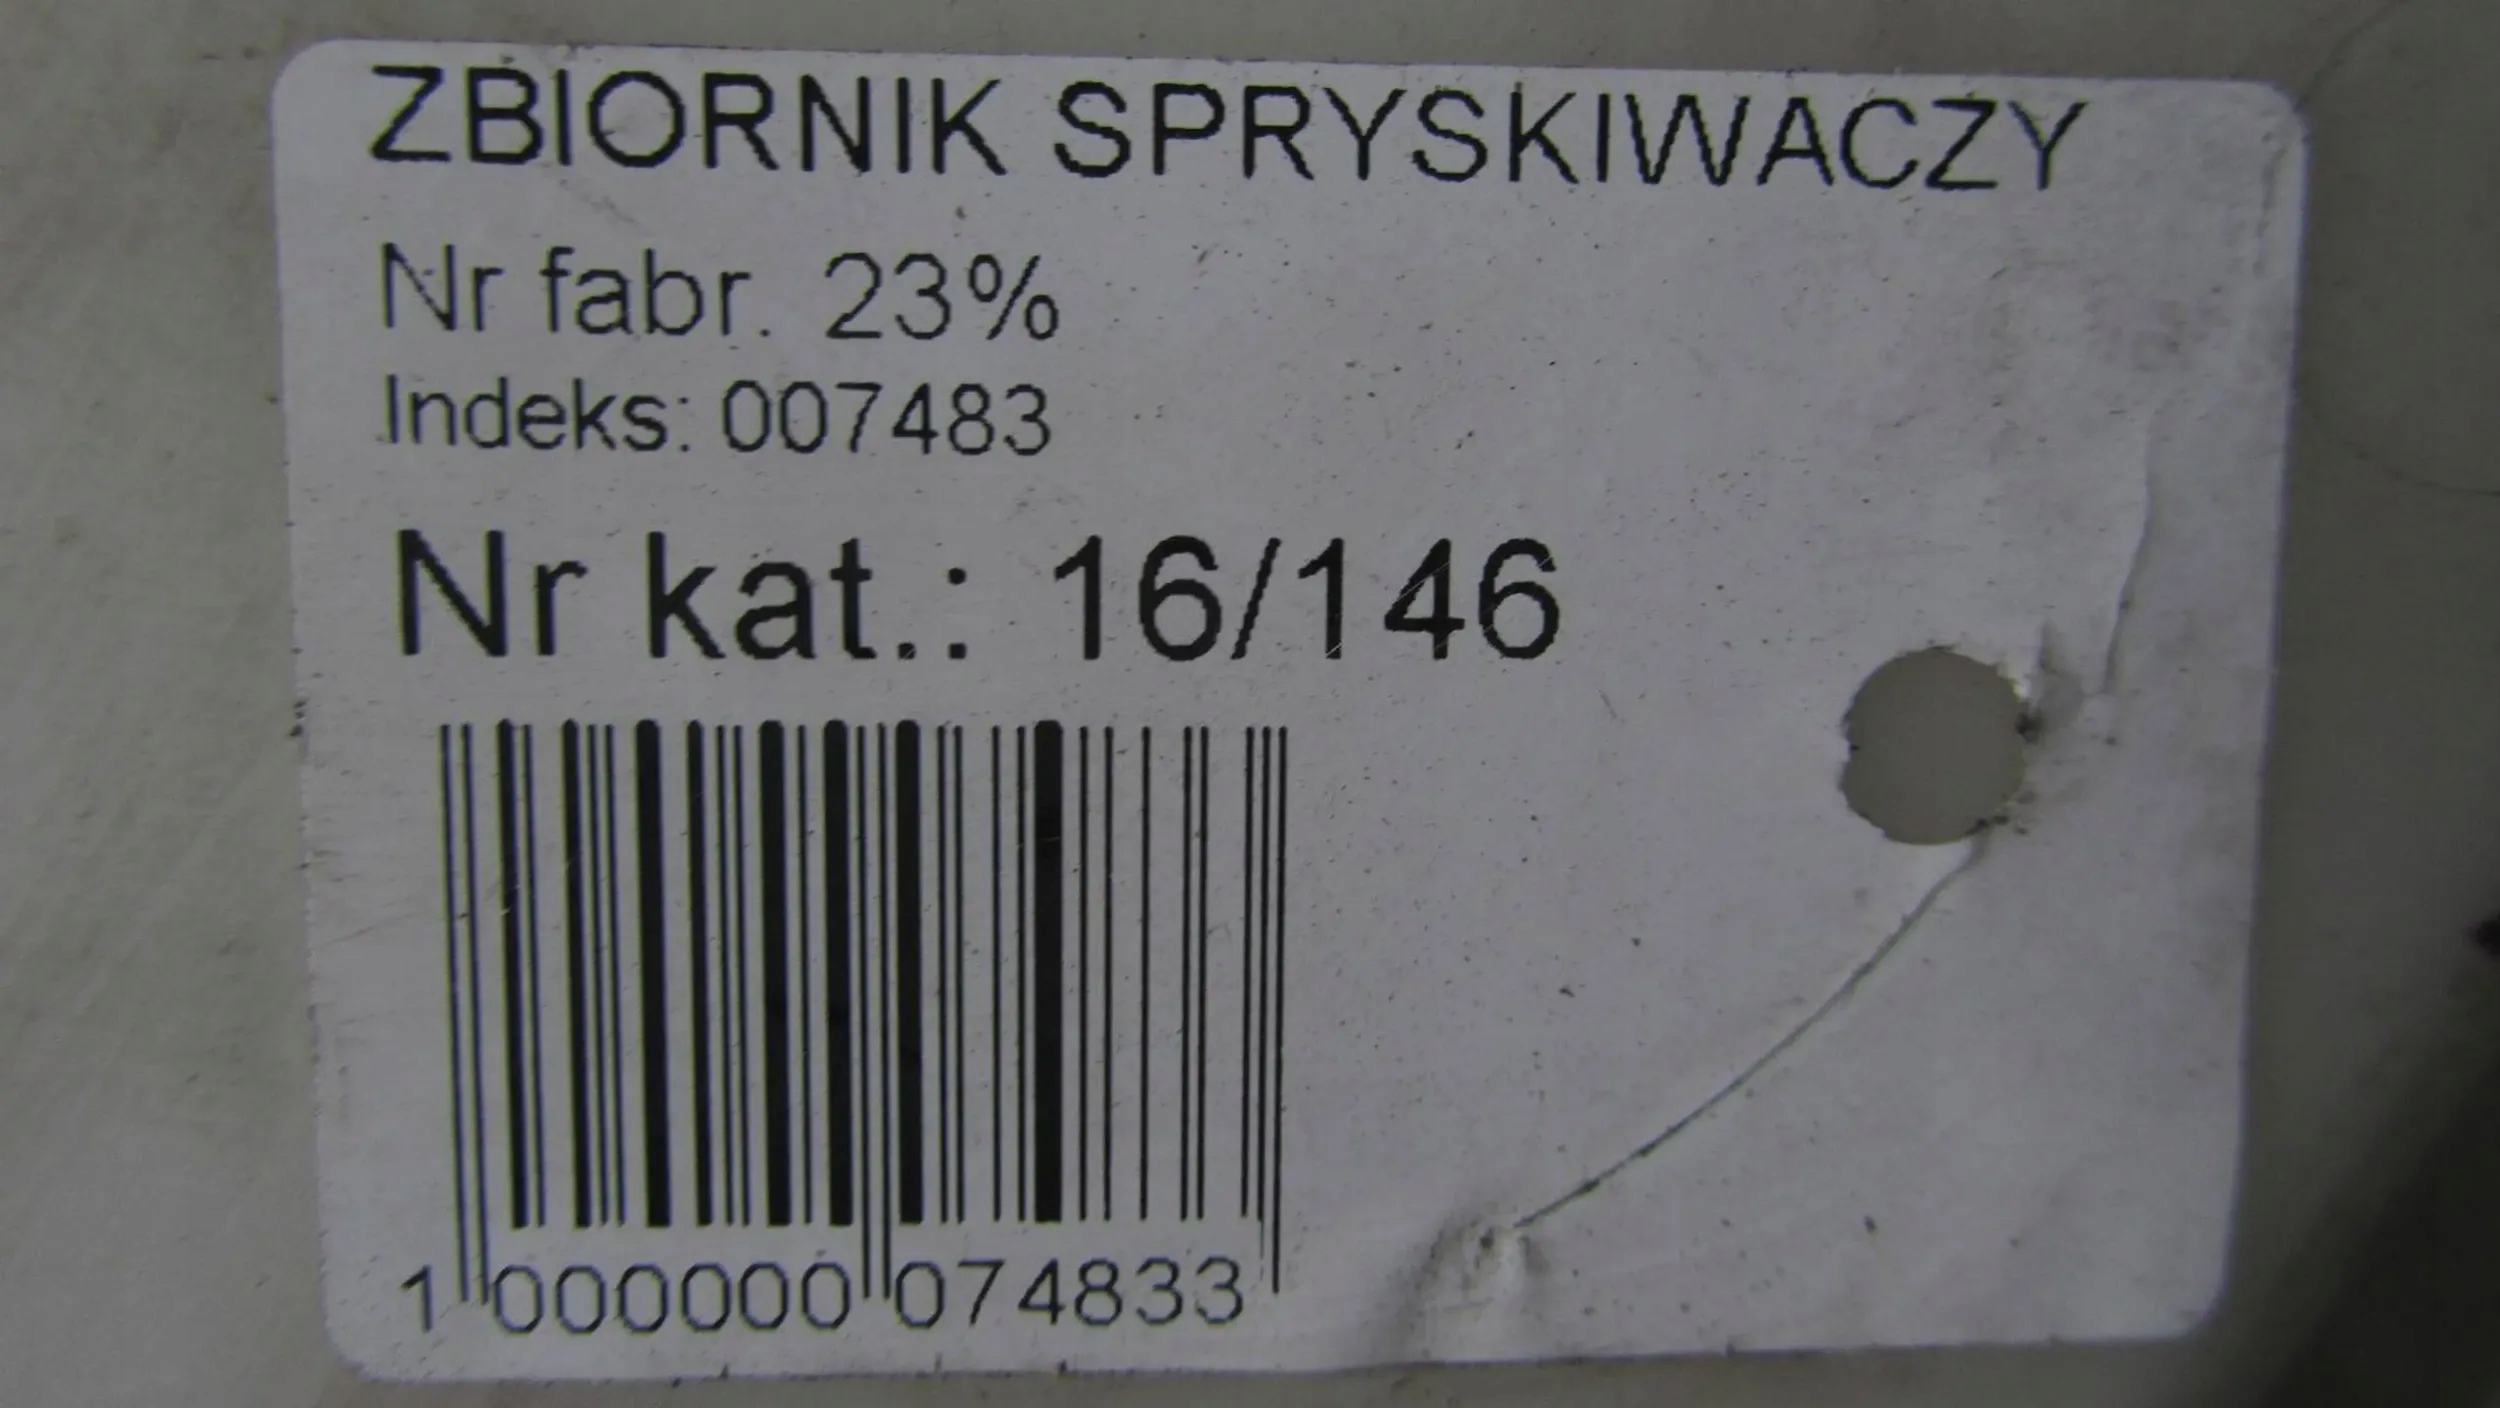 ZBIORNIK SPRYSKIWACZY
Nr fabr. 23%
Indeks: 007483
Nr kat.: 16/146
1 000000 074833